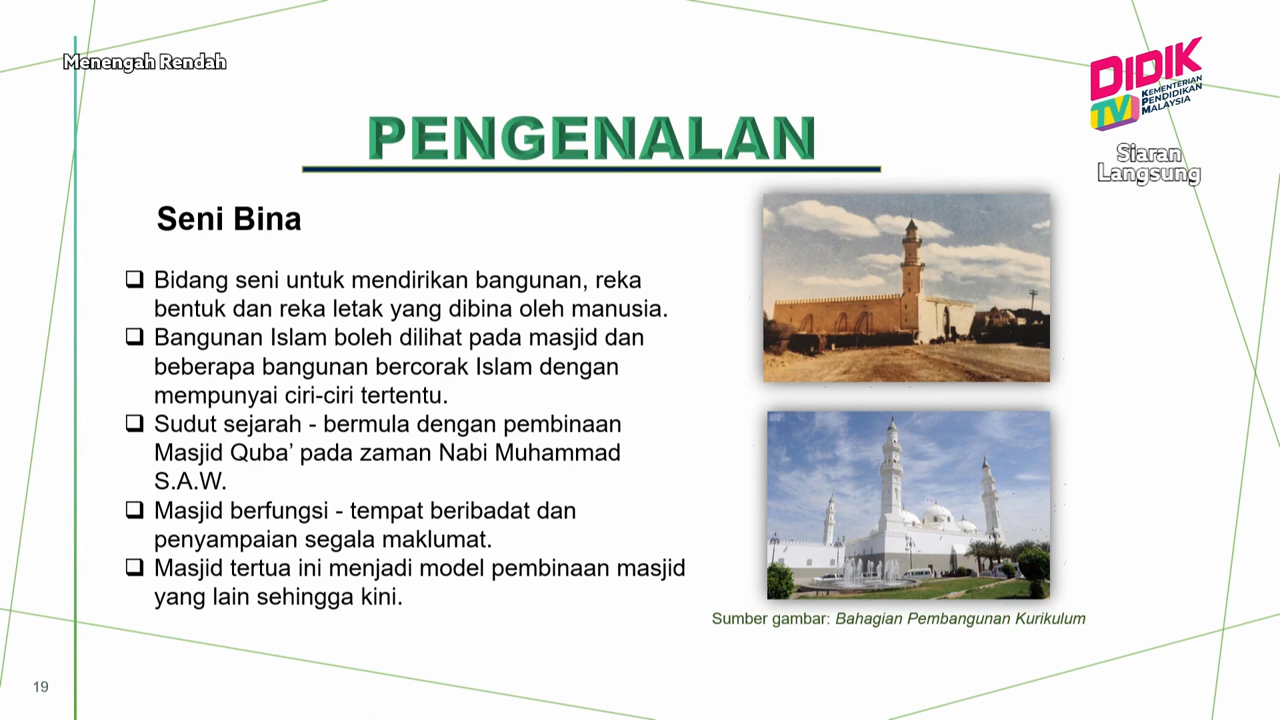 Menengah Rendah
DIDIK
TV
KEMENTERIAN
PENDIDIKAN
MALAYSIA
Siaran
Langsung
PENGENALAN
Seni Bina
❑ Bidang seni untuk mendirikan bangunan, reka
bentuk dan reka letak yang dibina oleh manusia.
❑ Bangunan Islam boleh dilihat pada masjid dan
beberapa bangunan bercorak Islam dengan
mempunyai ciri-ciri tertentu.
❑ Sudut sejarah - bermula dengan pembinaan
Masjid Quba’ pada zaman Nabi Muhammad
S.A.W.
❑ Masjid berfungsi - tempat beribadat dan
penyampaian segala maklumat.
❑ Masjid tertua ini menjadi model pembinaan masjid
yang lain sehingga kini.
Sumber gambar: Bahagian Pembangunan Kurikulum
19